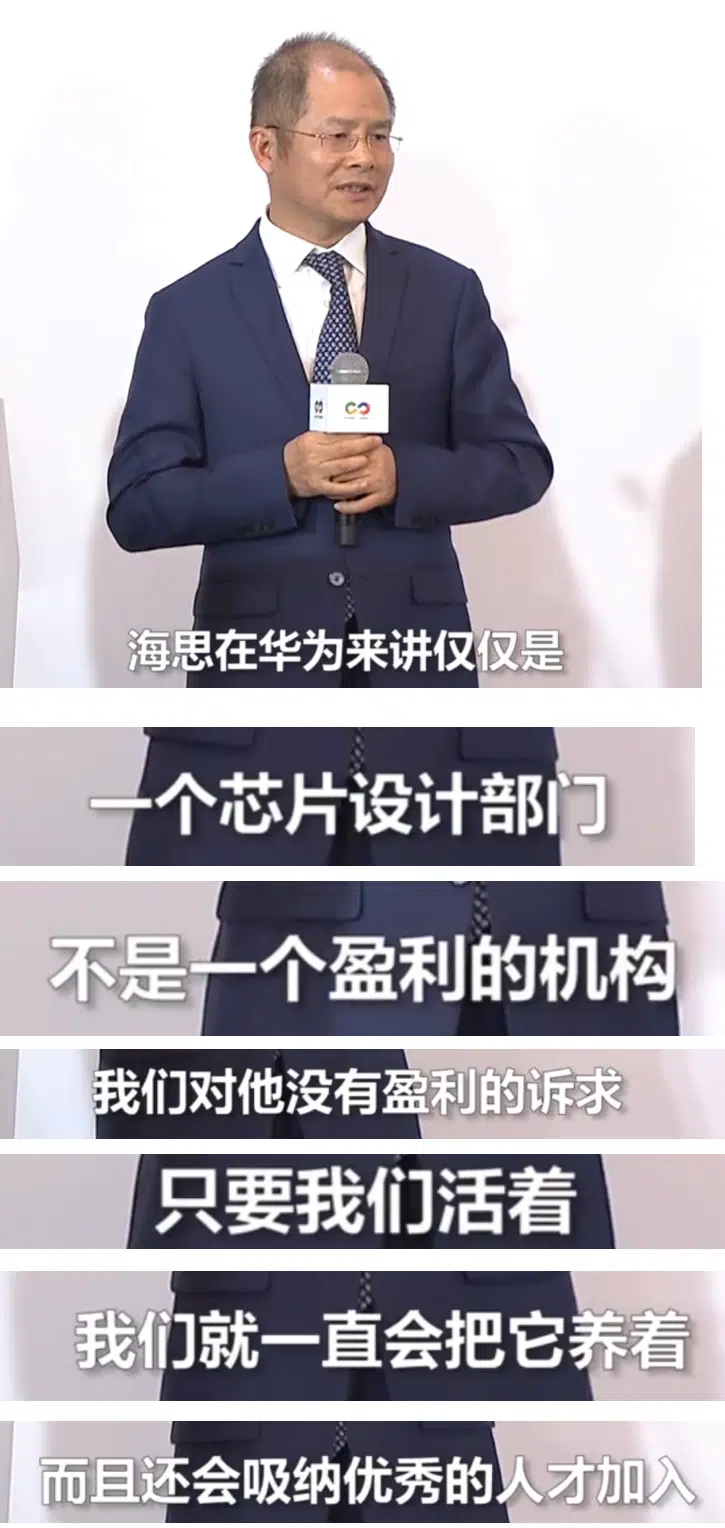 海思在华为来讲仅仅是
一个芯片设计部门
不是一个盈利的机构
我们对他没有盈利的诉求
只要我们活着
我们就一直会把它养着
而且还会吸纳优秀的人才加入